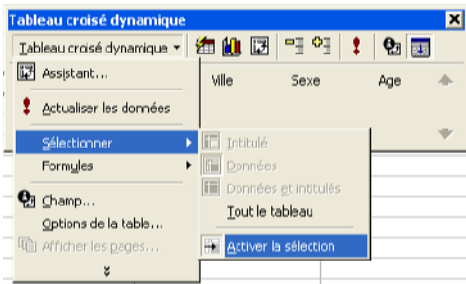 Tableau croisé dynamique
Tableau croisé dynamique
Assistant...
Ville Sexe Age
Actualiser les données
Sélectionner
Intitulé
Formules
Données
Données et intitulés
Champ...
Tout le tableau
Options de la table...
Afficher les pages...
Activer la sélection